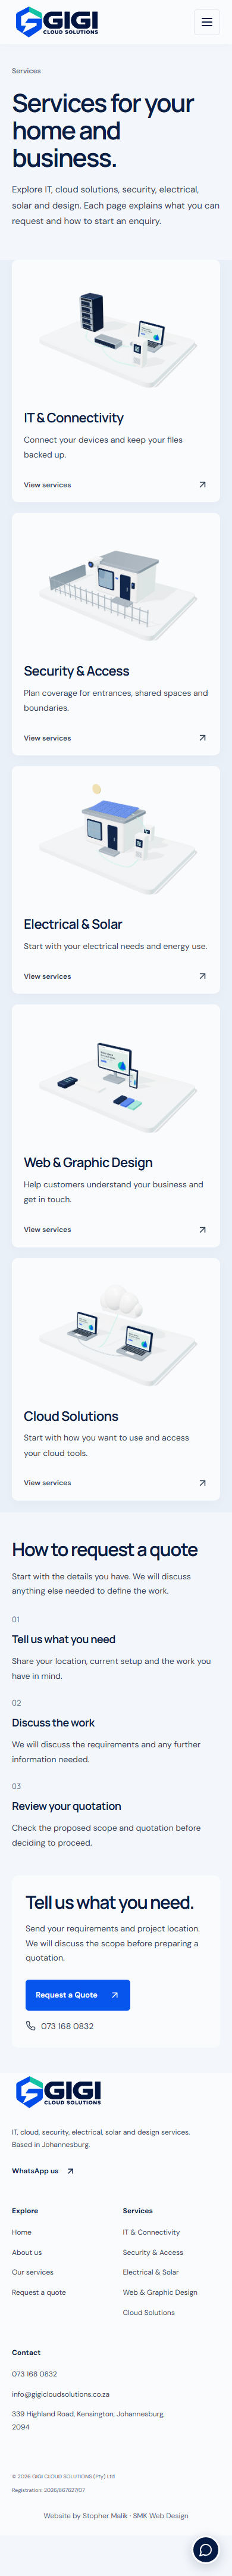 GIGI
CLOUD SOLUTIONS
Services
Services for your
home and
business.
Explore IT, cloud solutions, security, electrical,
solar and design. Each page explains what you can
request and how to start an enquiry.
IT & Connectivity
Connect your devices and keep your files
backed up.
View services
Security & Access
Plan coverage for entrances, shared spaces and
boundaries.
View services
Electrical & Solar
Start with your electrical needs and energy use.
View services
Web & Graphic Design
Help customers understand your business and
get in touch.
View services
Cloud Solutions
Start with how you want to use and access
your cloud tools.
View services
How to request a quote
Start with the details you have. We will discuss
anything else needed to define the work.
01
Tell us what you need
Share your location, current setup and the work you
have in mind.
02
Discuss the work
We will discuss the requirements and any further
information needed.
03
Review your quotation
Check the proposed scope and quotation before
deciding to proceed.
Tell us what you need.
Send your requirements and project location.
We will discuss the scope before preparing a
quotation.
Request a Quote
073 168 0832
GIGI
CLOUD SOLUTIONS
IT, cloud, security, electrical, solar and design services.
Based in Johannesburg.
WhatsApp us
Explore
Home
About us
Our services
Request a quote
Services
IT & Connectivity
Security & Access
Electrical & Solar
Web & Graphic Design
Cloud Solutions
Contact
073 168 0832
info@gigicloudsolutions.co.za
339 Highland Road, Kensington, Johannesburg,
2094
© 2026 GIGI CLOUD SOLUTIONS (Pty) Ltd
Registration: 2026/867827/07
Website by Stopher Malik · SMK Web Design